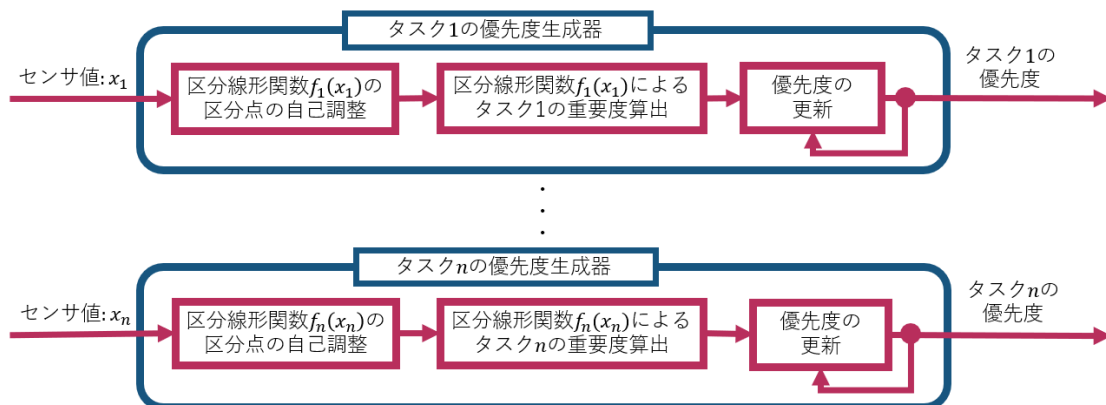 タスク1の優先度生成器
センサ値: x₁
区分線形関数f₁(x₁)の
区分点の自己調整
区分線形関数f₁(x₁)による
タスク1の重要度算出
優先度の
更新
タスク1の
優先度
タスクnの優先度生成器
センサ値: xₙ
区分線形関数fₙ(xₙ)の
区分点の自己調整
区分線形関数fₙ(xₙ)による
タスクnの重要度算出
優先度の
更新
タスクnの
優先度